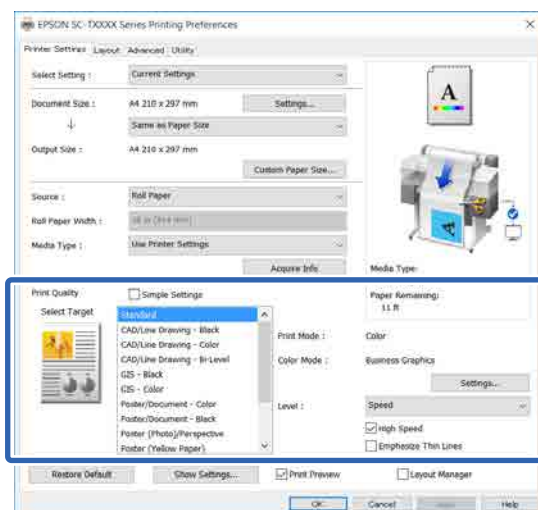 EPSON SC-TXXXX Series Printing Preferences
Printer Settings Layout Advanced Utility
Select Setting : Current Settings
Document Size : A4 210 x 297 mm Settings...
Same as Paper Size
Output Size : A4 210 x 297 mm
Custom Paper Size...
Source : Roll Paper
Roll Paper Width :
Media Type : Use Printer Settings
Acquire Info
Media Type:
A
Print Quality Simple Settings
Paper Remaining:
11 ft
Select Target
Standard
CAD/Line Drawing - Black
CAD/Line Drawing - Color
CAD/Line Drawing - Bi-Level
GIS - Black
GIS - Color
Poster/Document - Color
Poster/Document - Black
Poster (Photo)/Perspective
Poster (Yellow Paper)
Print Mode : Color
Color Mode : Business Graphics
Settings...
Level : Speed
High Speed
Emphasize Thin Lines
Restore Default Show Settings... Print Preview Layout Manager
OK Cancel Help